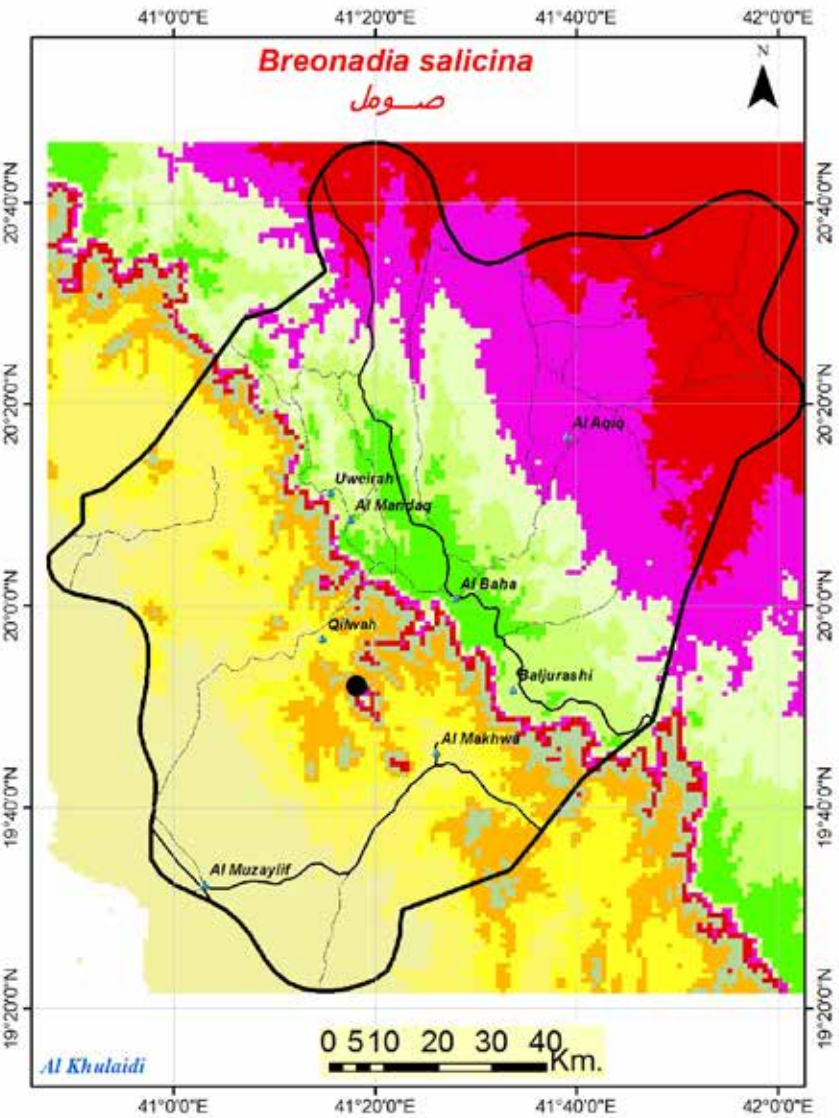 41°0'0"E 41°20'0"E 41°40'0"E 42°0'0"E
Breonadia salicina
صومل
N
20°40'0"N 20°40'0"N
20°20'0"N 20°20'0"N
Al Aqiq
Uweirah
Al Mandaq
Al Baha
20°0'0"N 20°0'0"N
Qilwah
Baljurashi
Al Makhwa
19°40'0"N 19°40'0"N
Al Muzaylif
19°20'0"N 19°20'0"N
0 5 10 20 30 40 Km.
Al Khulaidi
41°0'0"E 41°20'0"E 41°40'0"E 42°0'0"E